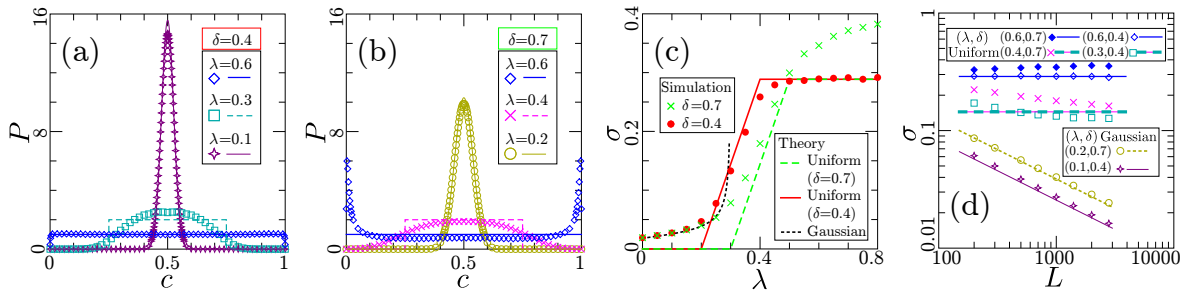 16
(a)
δ=0.4
λ=0.6
λ=0.3
λ=0.1
P
8
0
0
0.5
1
c
16
(b)
δ=0.7
λ=0.6
λ=0.4
λ=0.2
P
8
0
0
0.5
1
c
(c)
0.4
Simulation
δ=0.7
δ=0.4
σ
0.2
Theory
Uniform
(δ=0.7)
Uniform
(δ=0.4)
Gaussian
0
0
0.2
0.4
0.6
0.8
λ
(λ, δ) (0.6,0.7) (0.6,0.4)
Uniform (0.4,0.7) (0.3,0.4)
σ
0.1
(λ, δ) Gaussian
(0.2,0.7)
(0.1,0.4)
(d)
0.01
100
1000
10000
L